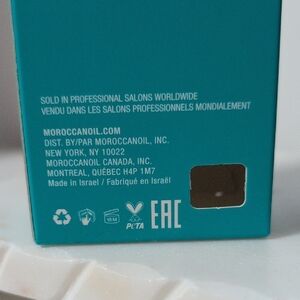 SOLD IN PROFESSIONAL SALONS WORLDWIDE
VENDU DANS LES SALONS PROFESSIONNELS MONDIALEMENT
MOROCCANOIL.COM
DIST. BY/PAR MOROCCANOIL, INC.
NEW YORK, NY 10022
MOROCCANOIL CANADA, INC.
MONTREAL, QUÉBEC H4P 1M7
Made in Israel / Fabriqué en Israël
PETA
EAC